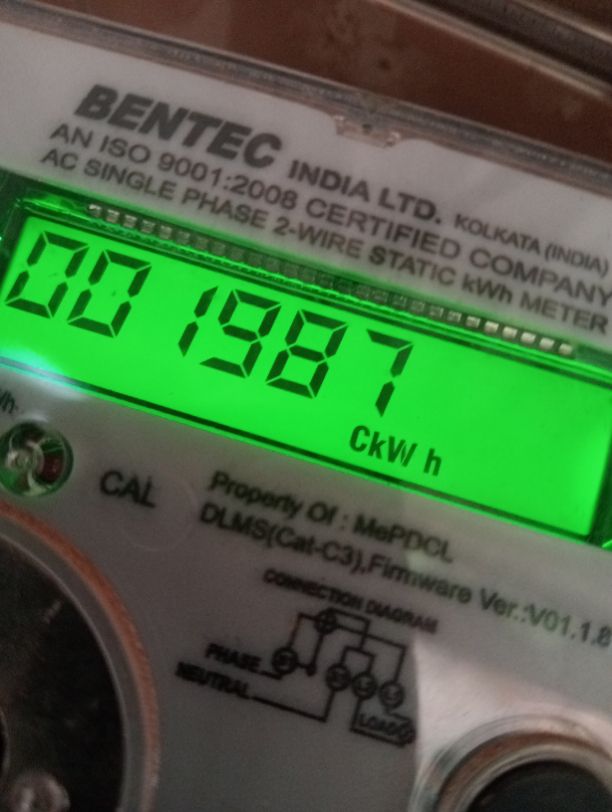 BENTEC INDIA LTD. KOLKATA (INDIA)
AN ISO 9001:2008 CERTIFIED COMPANY
AC SINGLE PHASE 2-WIRE STATIC kWh METER
001987
CkW h
CAL
Property Of : MePDCL
DLMS(Cat-C3),Firmware Ver.:V01.1.8
CONNECTION DIAGRAM
PHASE
NEUTRAL
LOAD